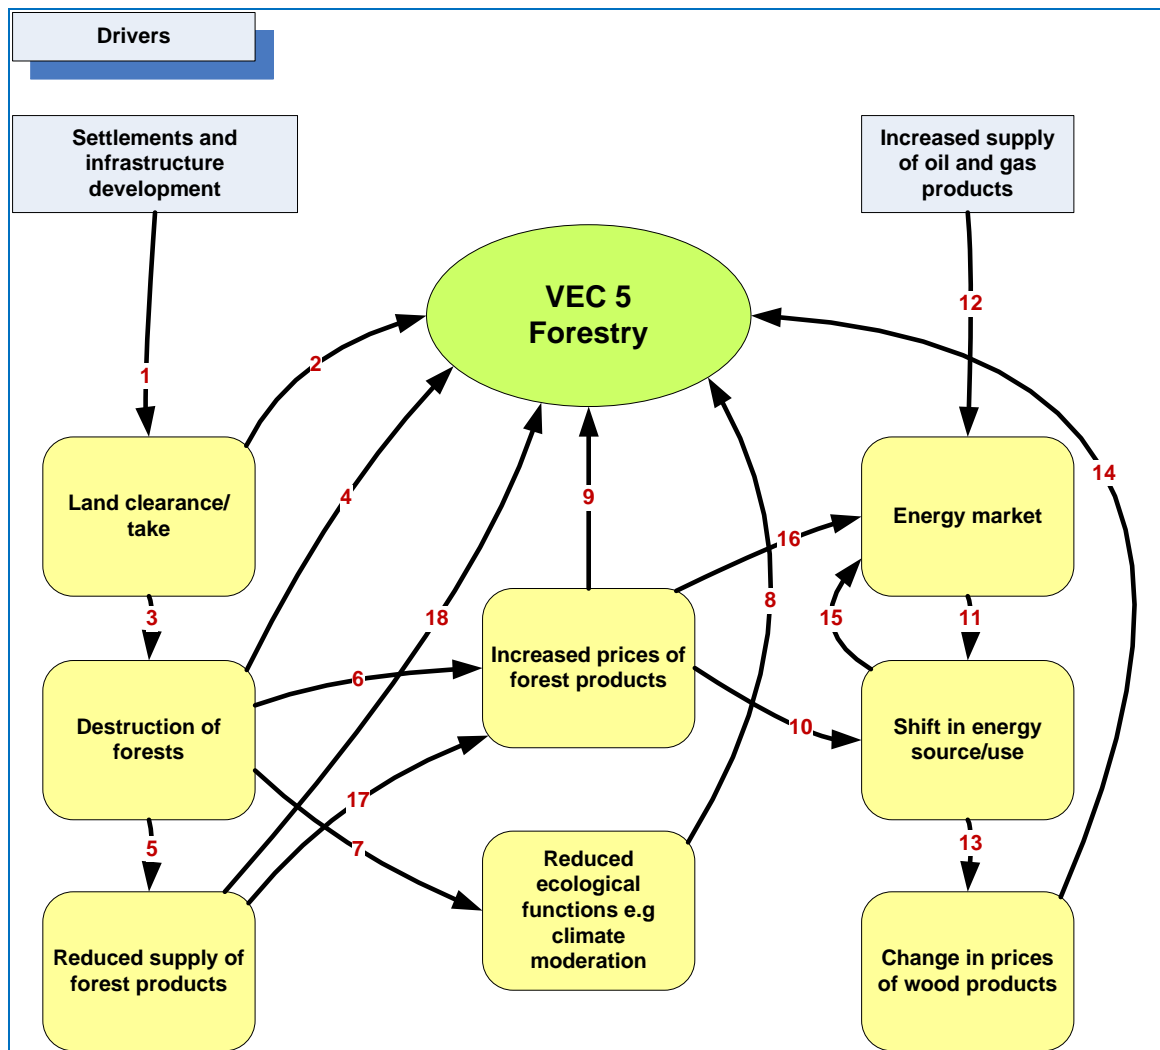 Drivers
Settlements and
infrastructure
development
Increased supply
of oil and gas
products
VEC 5
Forestry
12
1
2
Land clearance/
take
4
9
14
Energy market
16
3
18
8
15
11
Increased prices of
forest products
6
Destruction of
forests
10
Shift in energy
source/use
17
5
7
13
Reduced
ecological
functions e.g
climate
moderation
Reduced supply of
forest products
Change in prices
of wood products